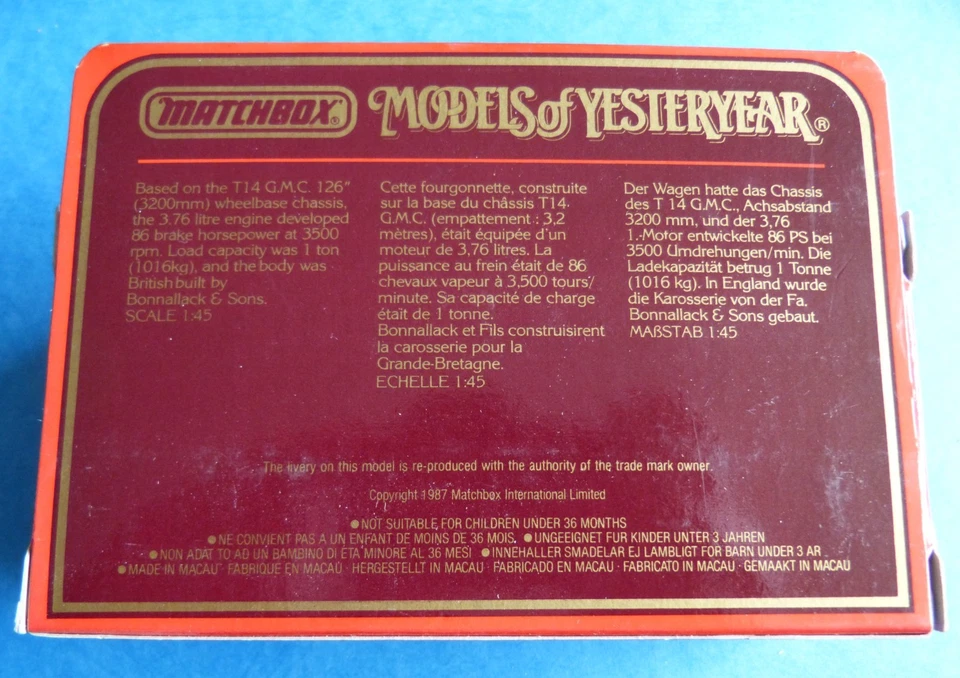 MATCHBOX® MODELS of YESTERYEAR®
Based on the T14 G.M.C. 126"
(3200mm) wheelbase chassis,
the 3.76 litre engine developed
86 brake horsepower at 3500
rpm. Load capacity was 1 ton
(1016kg), and the body was
British built by
Bonnallack & Sons.
SCALE 1:45
Cette fourgonnette, construite
sur la base du châssis T14
G.M.C. (empattement : 3,2
mètres), était équipée d'un
moteur de 3,76 litres. La
puissance au frein était de 86
chevaux vapeur à 3,500 tours/
minute. Sa capacité de charge
était de 1 tonne.
Bonnallack et Fils construisirent
la carosserie pour la
Grande-Bretagne.
ECHELLE 1:45
Der Wagen hatte das Chassis
des T 14 G.M.C., Achsabstand
3200 mm, und der 3,76
1.-Motor entwickelte 86 PS bei
3500 Umdrehungen/min. Die
Ladekapazität betrug 1 Tonne
(1016 kg). In England wurde
die Karosserie von der Fa.
Bonnallack & Sons gebaut.
MAßSTAB 1:45
The livery on this model is re-produced with the authority of the trade mark owner.
Copyright 1987 Matchbox International Limited
●NOT SUITABLE FOR CHILDREN UNDER 36 MONTHS
●NE CONVIENT PAS A UN ENFANT DE MOINS DE 36 MOIS. ●UNGEEIGNET FUR KINDER UNTER 3 JAHREN
●NON ADATTO AD UN BAMBINO DI ETA MINORE AL 36 MESI ●INNEHALLER SMADELAR EJ LAMBLIGT FOR BARN UNDER 3 AR
●MADE IN MACAU · FABRIQUE EN MACAU · HERGESTELLT IN MACAU · FABRICADO EN MACAU · FABRICATO IN MACAU · GEMAAKT IN MACAU